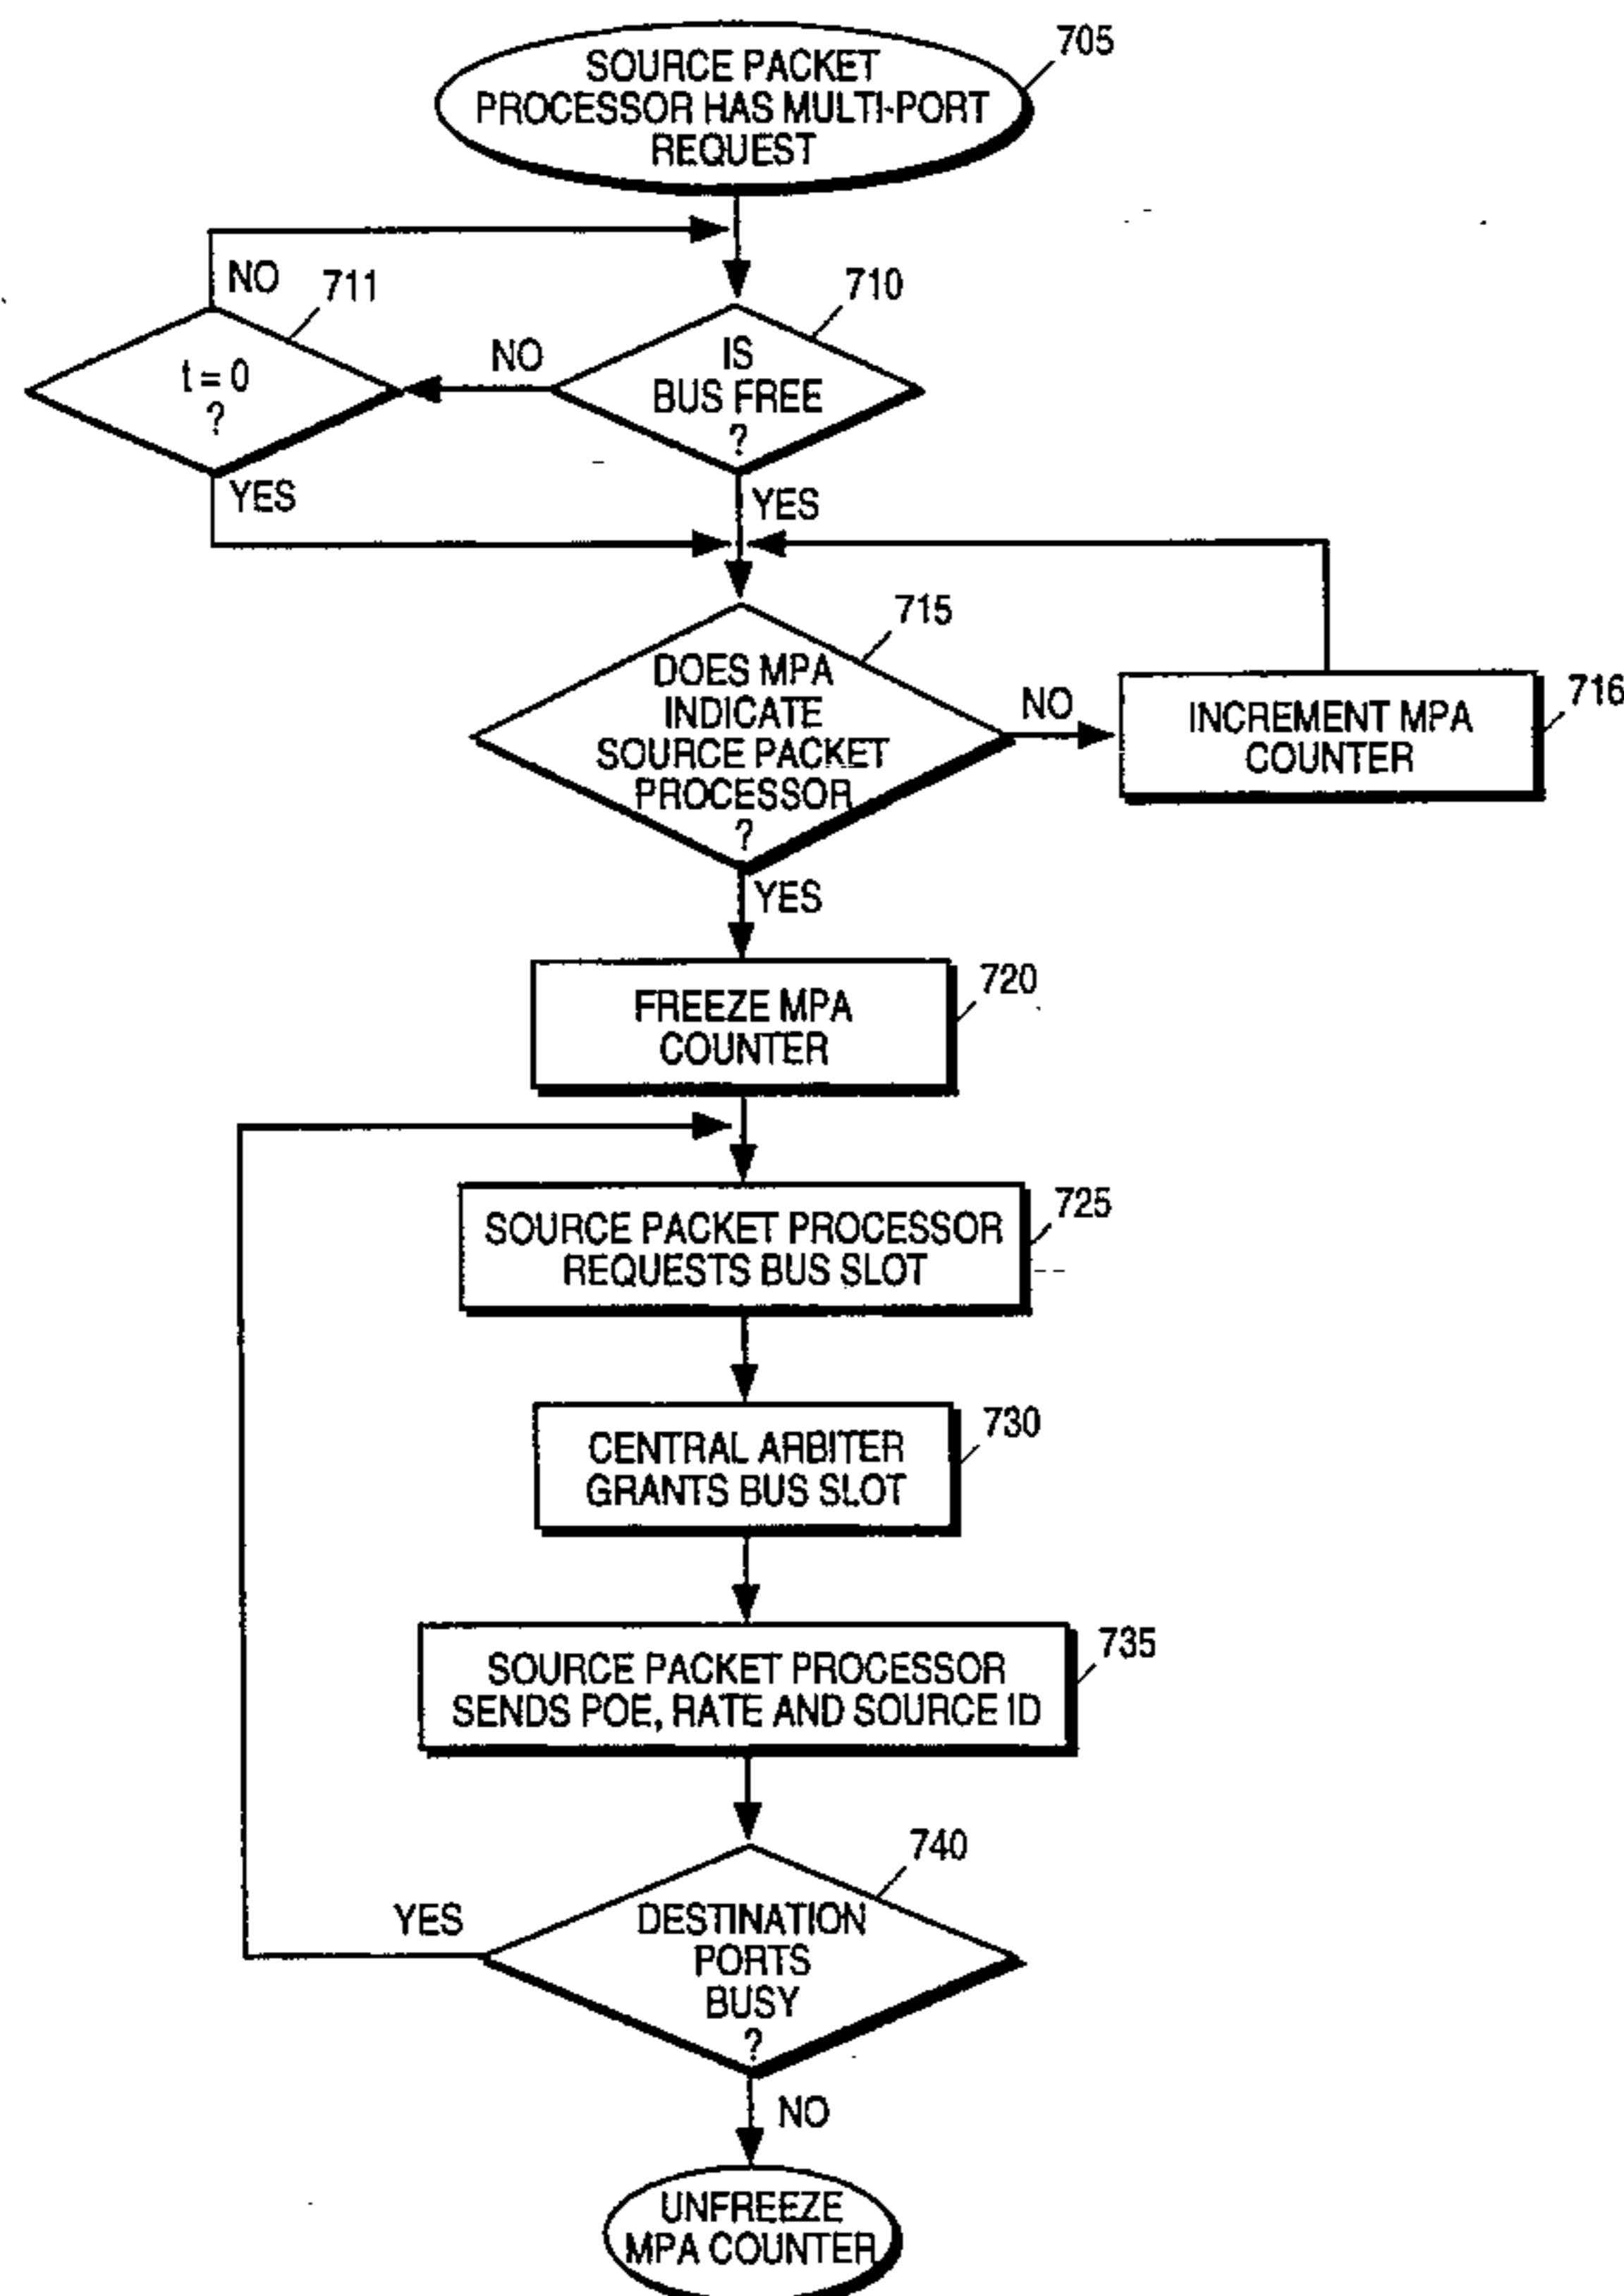 705
SOURCE PACKET
PROCESSOR HAS MULTI-PORT
REQUEST
NO
711
710
t = 0
?
NO
IS
BUS FREE
?
YES
YES
715
DOES MPA
INDICATE
SOURCE PACKET
PROCESSOR
?
NO
716
INCREMENT MPA
COUNTER
YES
720
FREEZE MPA
COUNTER
725
SOURCE PACKET PROCESSOR
REQUESTS BUS SLOT
730
CENTRAL ARBITER
GRANTS BUS SLOT
735
SOURCE PACKET PROCESSOR
SENDS POE, RATE AND SOURCE ID
740
YES
DESTINATION
PORTS
BUSY
?
NO
UNFREEZE
MPA COUNTER